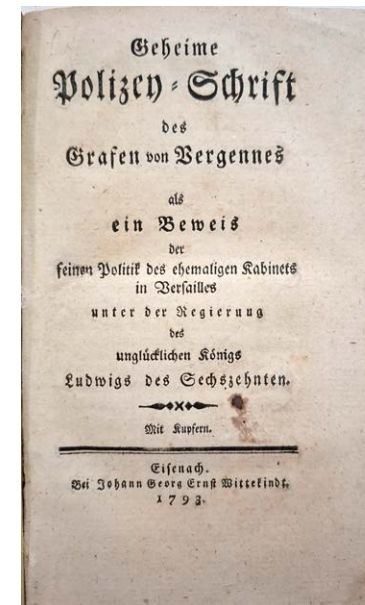 Geheime
Polizey-Schrift
des
Grafen von Vergennes
als
ein Beweis
der
feinen Politik des ehemaligen Kabinets
in Versailles
unter der Regierung
des
unglücklichen Königs
Ludwigs des Sechszehnten.
Mit Kupfern.
Eisenach.
Bei Johann Georg Ernst Wittekindt.
1793.